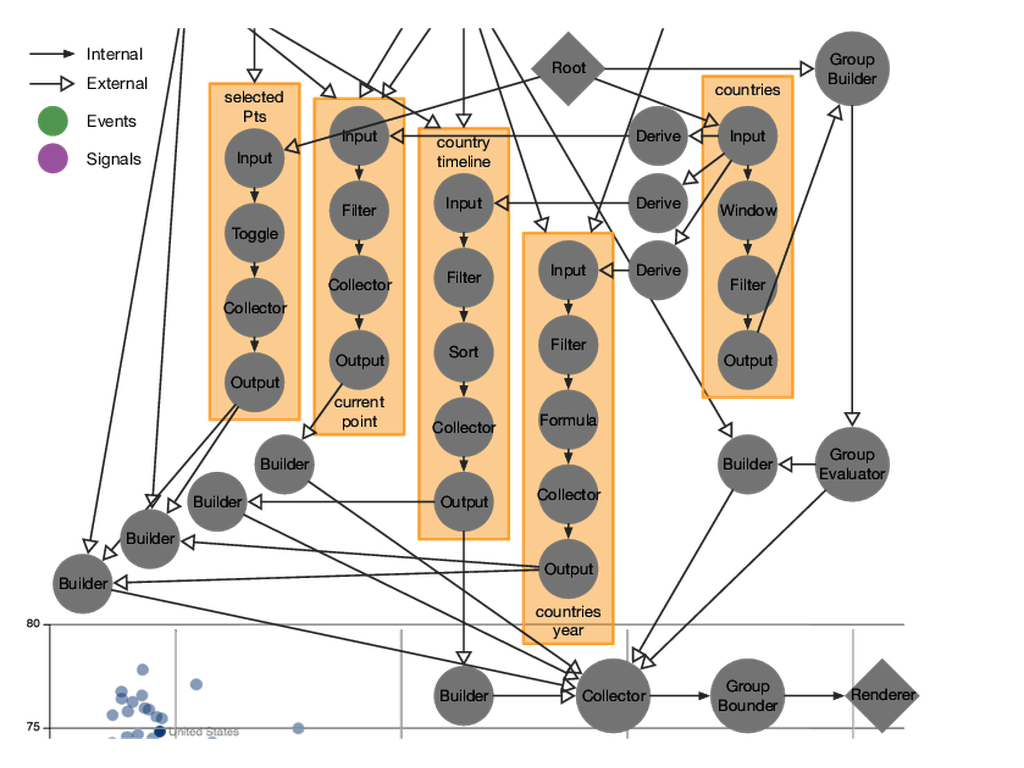 Internal
External
Events
Signals
Root
Group
Builder
selected
Pts
Input
Toggle
Collector
Output
Input
Filter
Collector
Output
current
point
country
timeline
Input
Filter
Sort
Collector
Output
Input
Filter
Formula
Collector
Output
countries
year
Derive
Derive
Derive
countries
Input
Window
Filter
Output
Builder
Builder
Builder
Builder
Builder
Group
Evaluator
Builder
Collector
Group
Bounder
Renderer
80
75
United States